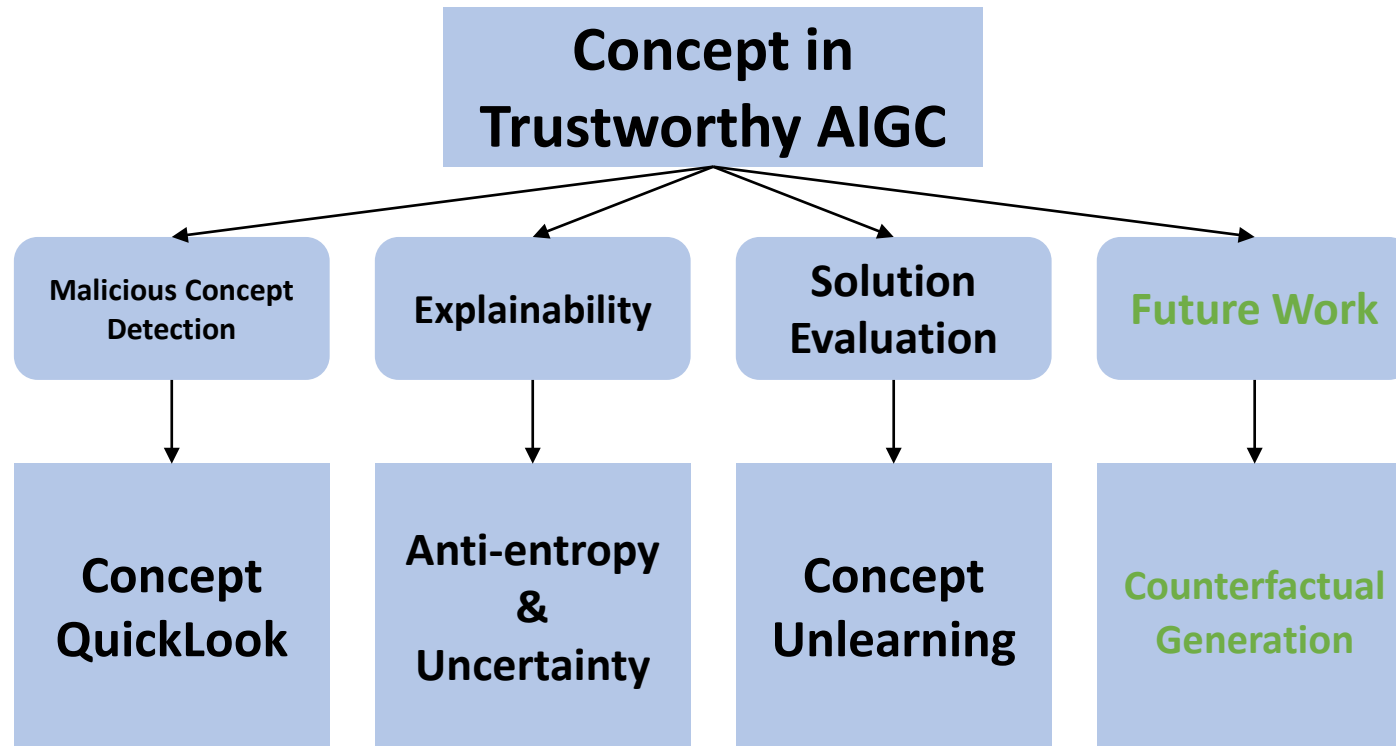 Concept in
Trustworthy AIGC
Malicious Concept
Detection
Explainability
Solution
Evaluation
Future Work
Concept
QuickLook
Anti-entropy
&
Uncertainty
Concept
Unlearning
Counterfactual
Generation